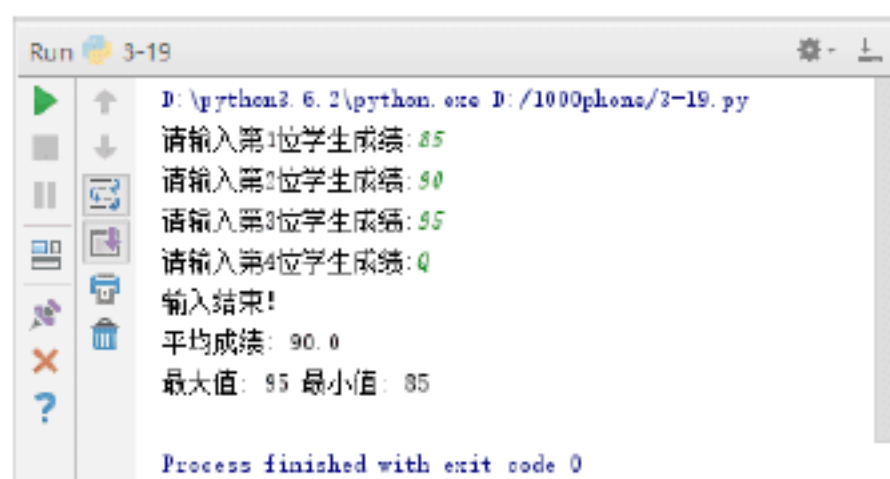 Run 3-19
D:\python3.6.2\python.exe D:/1000phone/3-19.py
请输入第1位学生成绩:85
请输入第2位学生成绩:90
请输入第3位学生成绩:95
请输入第4位学生成绩:Q
输入结束!
平均成绩: 90.0
最大值: 95 最小值: 85
Process finished with exit code 0